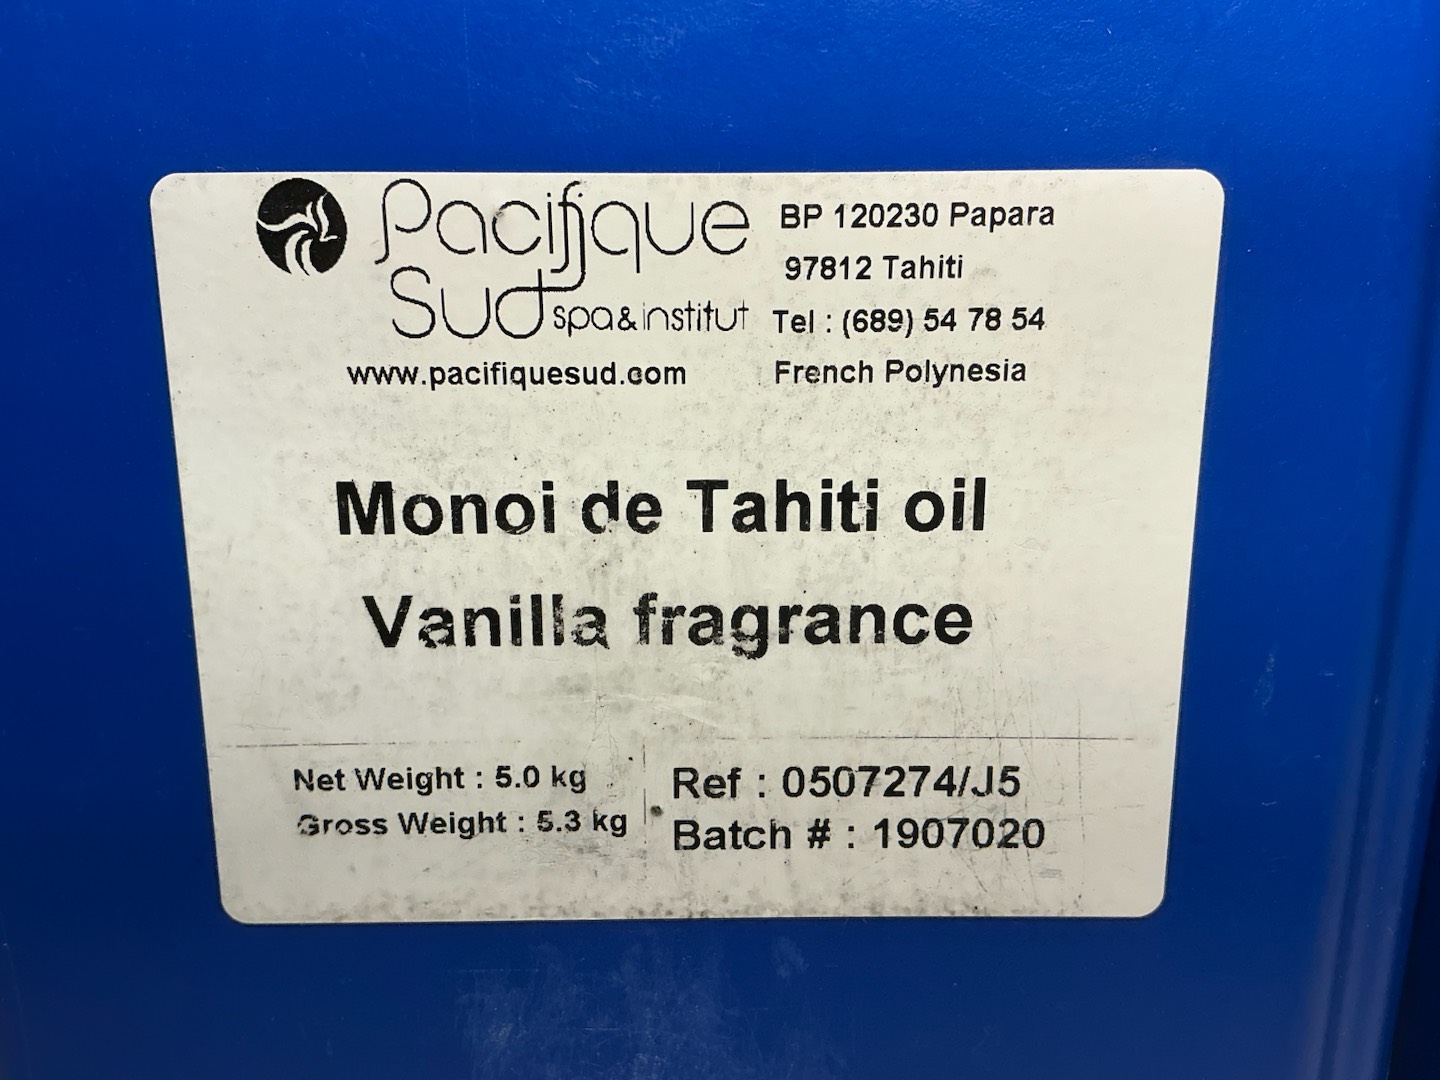 Pacifique
Sud spa&institut
www.pacifiquesud.com
BP 120230 Papara
97812 Tahiti
Tel : (689) 54 78 54
French Polynesia
Monoi de Tahiti oil
Vanilla fragrance
Net Weight : 5.0 kg
Gross Weight : 5.3 kg
Ref : 0507274/J5
Batch # : 1907020